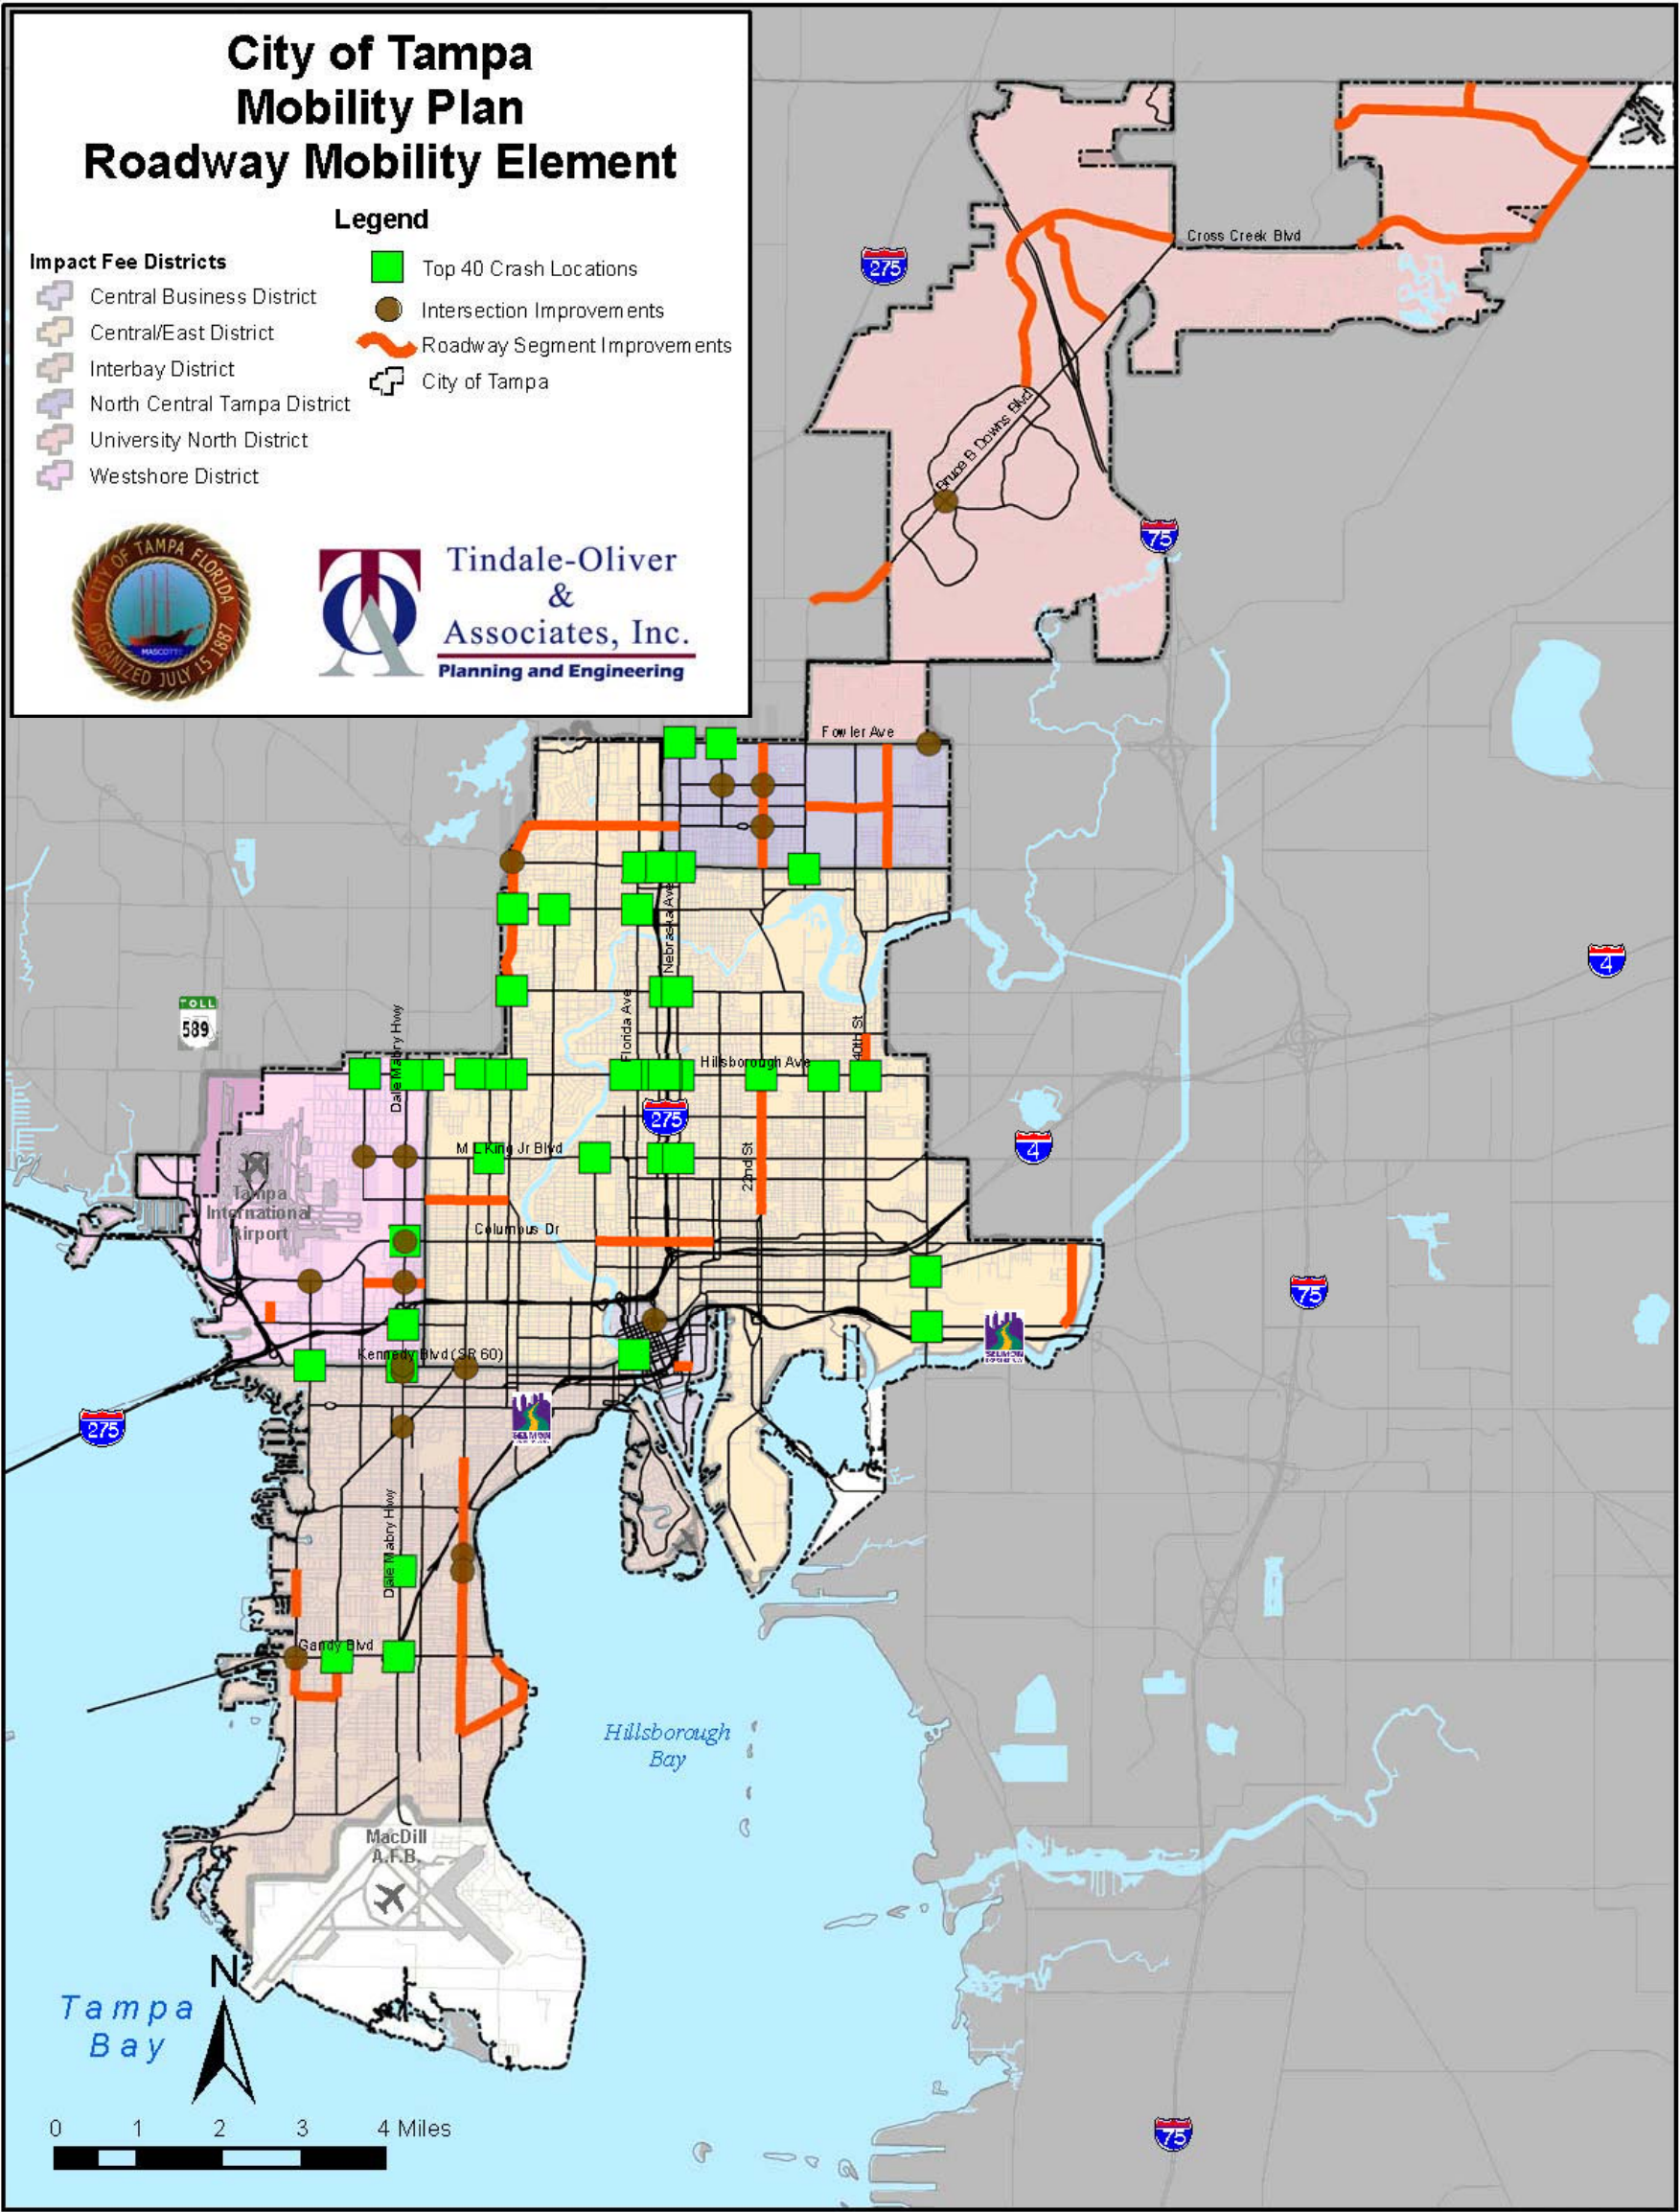 City of Tampa
Mobility Plan
Roadway Mobility Element
Legend
Impact Fee Districts
Central Business District
Central/East District
Interbay District
North Central Tampa District
University North District
Westshore District
Top 40 Crash Locations
Intersection Improvements
Roadway Segment Improvements
City of Tampa
CITY OF TAMPA FLORIDA
MASCOTTE
ORGANIZED JULY 15 1887
TOA
Tindale-Oliver
&
Associates, Inc.
Planning and Engineering
275
Cross Creek Blvd
Bruce B Downs Blvd
75
Fowler Ave
Nebraska Ave
4
TOLL
589
Dale Mabry Hwy
Florida Ave
40th St
Hillsborough Ave
275
4
M L King Jr Blvd
22nd St
Tampa
International
Airport
Columbus Dr
75
SELMON
Kennedy Blvd (SR 60)
275
SELMON
Dale Mabry Hwy
Gandy Blvd
Hillsborough
Bay
MacDill
A.F.B.
N
Tampa
Bay
0 1 2 3 4 Miles
75